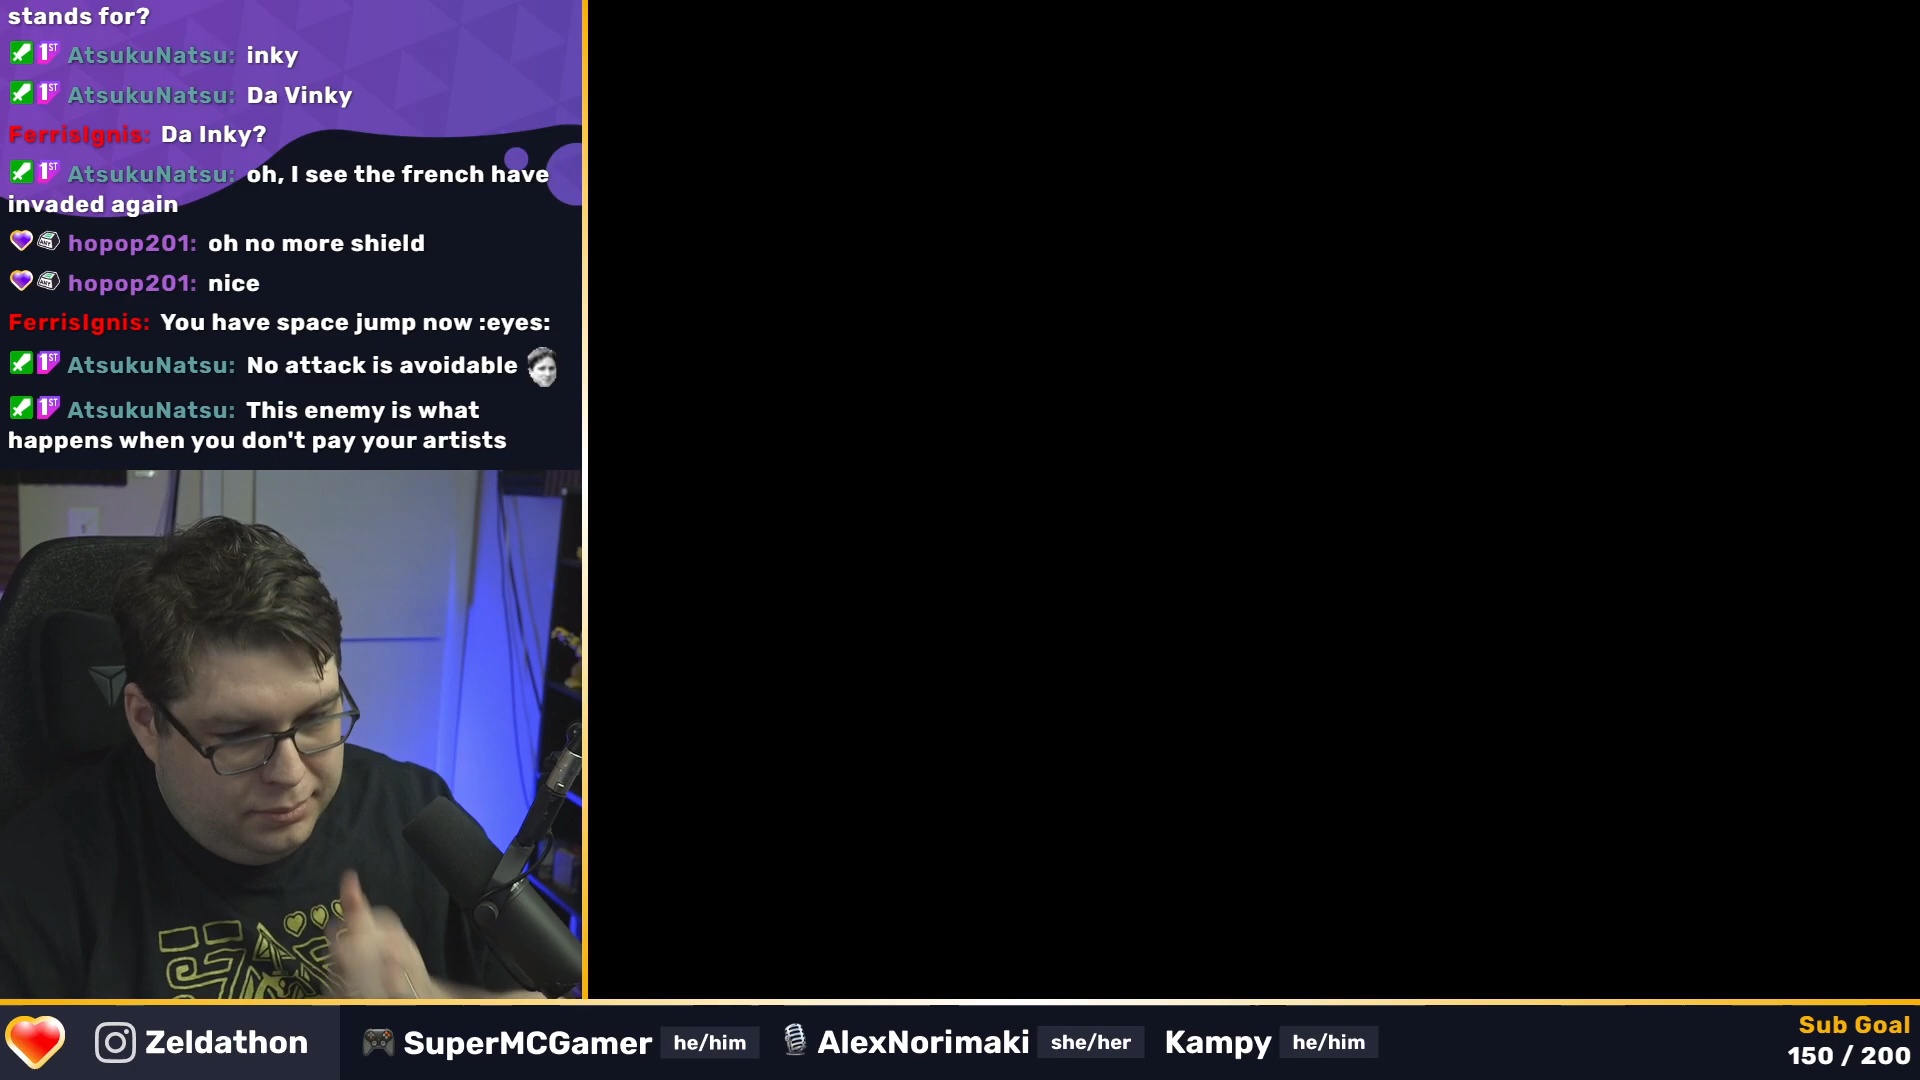 stands for?
AtsukuNatsu: inky
AtsukuNatsu: Da Vinky
FerrisIgnis: Da Inky?
AtsukuNatsu: oh, I see the french have
invaded again
hopop201: oh no more shield
hopop201: nice
FerrisIgnis: You have space jump now :eyes:
AtsukuNatsu: No attack is avoidable
AtsukuNatsu: This enemy is what
happens when you don't pay your artists
Zeldathon
SuperMCGamer he/him
AlexNorimaki she/her
Kampy he/him
Sub Goal
150 / 200